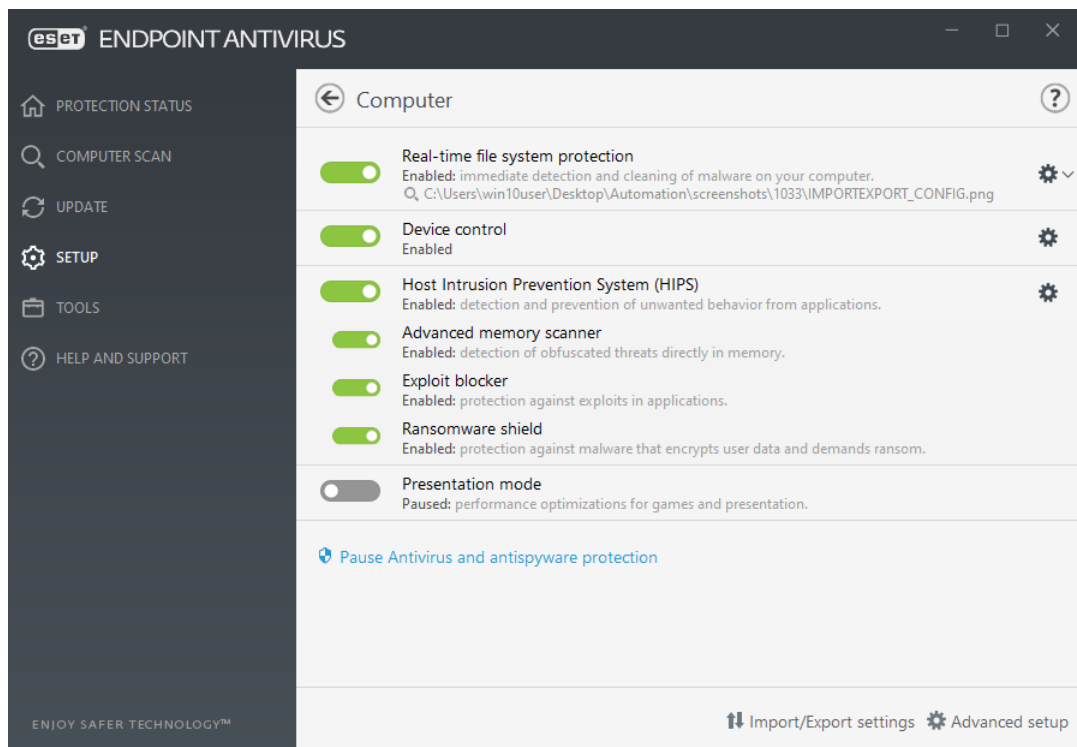 eset ENDPOINT ANTIVIRUS
PROTECTION STATUS
COMPUTER SCAN
UPDATE
SETUP
TOOLS
HELP AND SUPPORT
ENJOY SAFER TECHNOLOGY™
Computer
?
Real-time file system protection
Enabled: immediate detection and cleaning of malware on your computer.
C:\Users\win10user\Desktop\Automation\screenshots\1033\IMPORTEXPORT_CONFIG.png
Device control
Enabled
Host Intrusion Prevention System (HIPS)
Enabled: detection and prevention of unwanted behavior from applications.
Advanced memory scanner
Enabled: detection of obfuscated threats directly in memory.
Exploit blocker
Enabled: protection against exploits in applications.
Ransomware shield
Enabled: protection against malware that encrypts user data and demands ransom.
Presentation mode
Paused: performance optimizations for games and presentation.
Pause Antivirus and antispyware protection
Import/Export settings Advanced setup